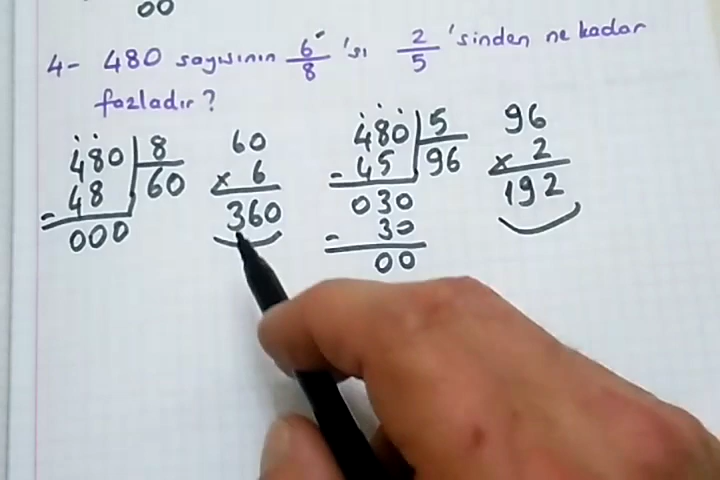 00
4- 480 sayısının 6/8 'sı 2/5 'sinden ne kadar
fazladır?
480 | 8
- 48 | 60
000
60
x 6
360
480 | 5
- 45 | 96
030
- 30
00
96
x 2
192